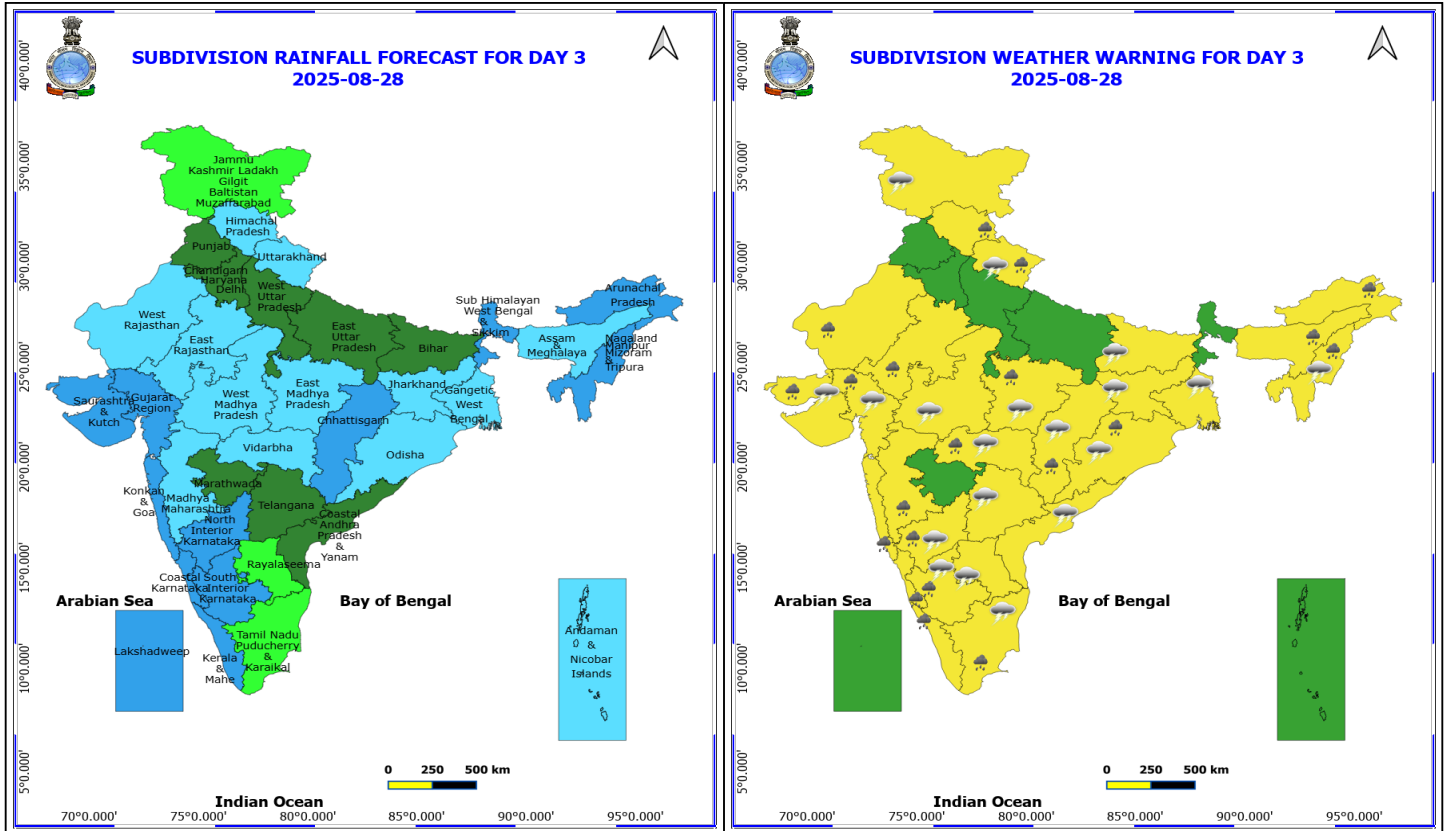 SUBDIVISION RAINFALL FORECAST FOR DAY 3
2025-08-28
40°0.000'
35°0.000'
30°0.000'
25°0.000'
20°0.000'
15°0.000'
10°0.000'
5°0.000'
Jammu
Kashmir Ladakh
Gilgit
Baltistan
Muzaffarabad
Himachal
Pradesh
Punjab
Uttarakhand
Chandigarh
Haryana
Delhi
West
Uttar
Pradesh
Arunachal
Pradesh
Sub Himalayan
West Bengal
&
Sikkim
West
Rajasthan
East
Rajasthan
East
Uttar
Pradesh
Bihar
Assam
&
Meghalaya
Nagaland
Manipur
Mizoram
&
Tripura
Saurashtra
&
Kutch
Gujarat
Region
West
Madhya
Pradesh
East
Madhya
Pradesh
Jharkhand
Gangetic
West
Bengal
Chhattisgarh
Vidarbha
Odisha
Konkan
&
Goa
Madhya
Maharashtra
Marathwada
Telangana
North
Interior
Karnataka
Coastal
Andhra
Pradesh
&
Yanam
Rayalaseema
Coastal
Karnataka
South
Interior
Karnataka
Arabian Sea
Bay of Bengal
Lakshadweep
Kerala
&
Mahe
Tamil Nadu
Puducherry
&
Karaikal
Andaman
&
Nicobar
Islands
0 250 500 km
Indian Ocean
70°0.000' 75°0.000' 80°0.000' 85°0.000' 90°0.000' 95°0.000'
SUBDIVISION WEATHER WARNING FOR DAY 3
2025-08-28
40°0.000'
35°0.000'
30°0.000'
25°0.000'
20°0.000'
15°0.000'
10°0.000'
5°0.000'
Arabian Sea
Bay of Bengal
0 250 500 km
Indian Ocean
70°0.000' 75°0.000' 80°0.000' 85°0.000' 90°0.000' 95°0.000'